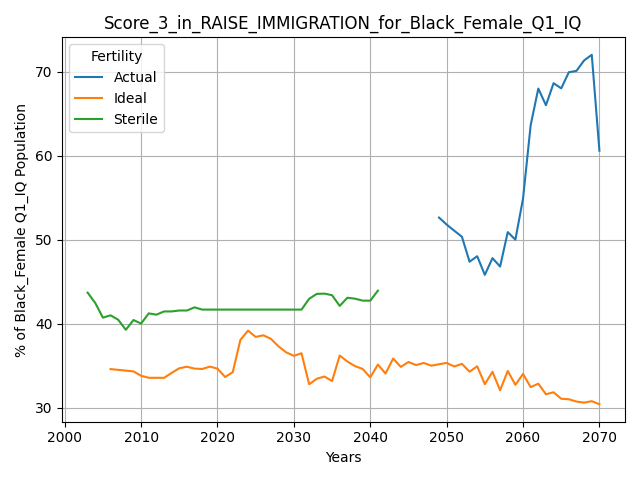 Score_3_in_RAISE_IMMIGRATION_for_Black_Female_Q1_IQ
Fertility
Actual
Ideal
Sterile
% of Black_Female Q1_IQ Population
70
60
50
40
30
2000
2010
2020
2030
2040
2050
2060
2070
Years